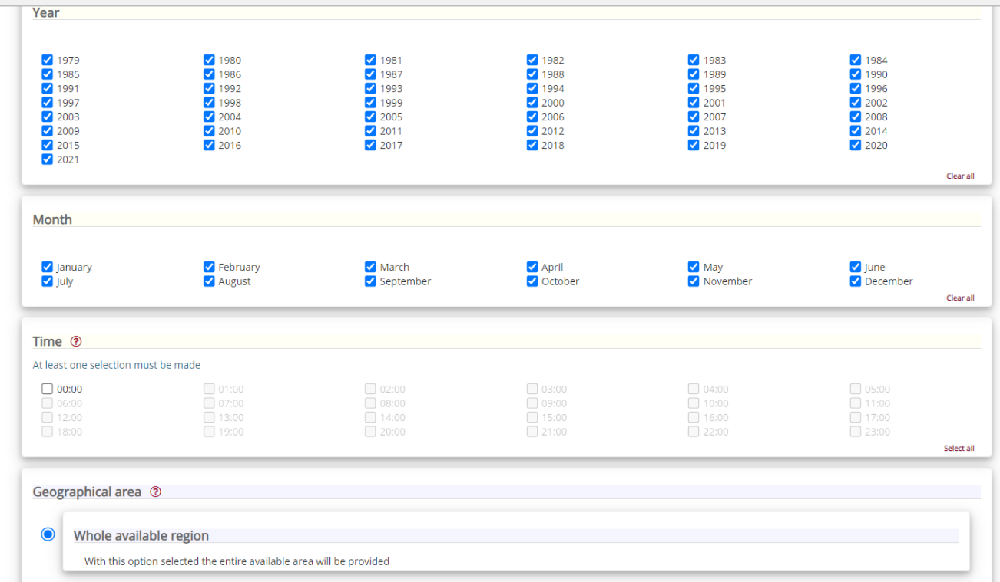 Year
1979 1980 1981 1982 1983 1984
1985 1986 1987 1988 1989 1990
1991 1992 1993 1994 1995 1996
1997 1998 1999 2000 2001 2002
2003 2004 2005 2006 2007 2008
2009 2010 2011 2012 2013 2014
2015 2016 2017 2018 2019 2020
2021
Clear all
Month
January February March April May June
July August September October November December
Clear all
Time ?
At least one selection must be made
00:00 01:00 02:00 03:00 04:00 05:00
06:00 07:00 08:00 09:00 10:00 11:00
12:00 13:00 14:00 15:00 16:00 17:00
18:00 19:00 20:00 21:00 22:00 23:00
Select all
Geographical area ?
Whole available region
With this option selected the entire available area will be provided